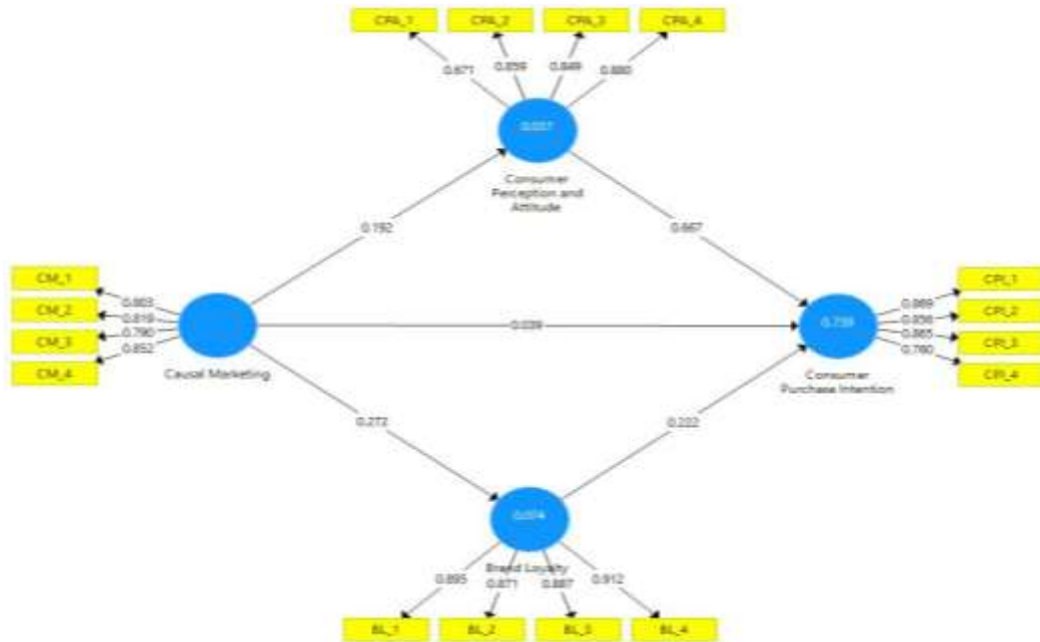 CPA_1 CPA_2 CPA_3 CPA_4
0.671 0.859 0.849 0.880
0.037
Consumer
Perception and
Attitude
0.192
0.667
CM_1
CM_2
CM_3
CM_4
0.803
0.819
0.790
0.852
Causal Marketing
0.039
0.739
CPI_1
CPI_2
CPI_3
CPI_4
0.869
0.856
0.865
0.760
Consumer
Purchase Intention
0.272
0.222
0.074
Brand Loyalty
0.895 0.871 0.887 0.912
BL_1 BL_2 BL_3 BL_4